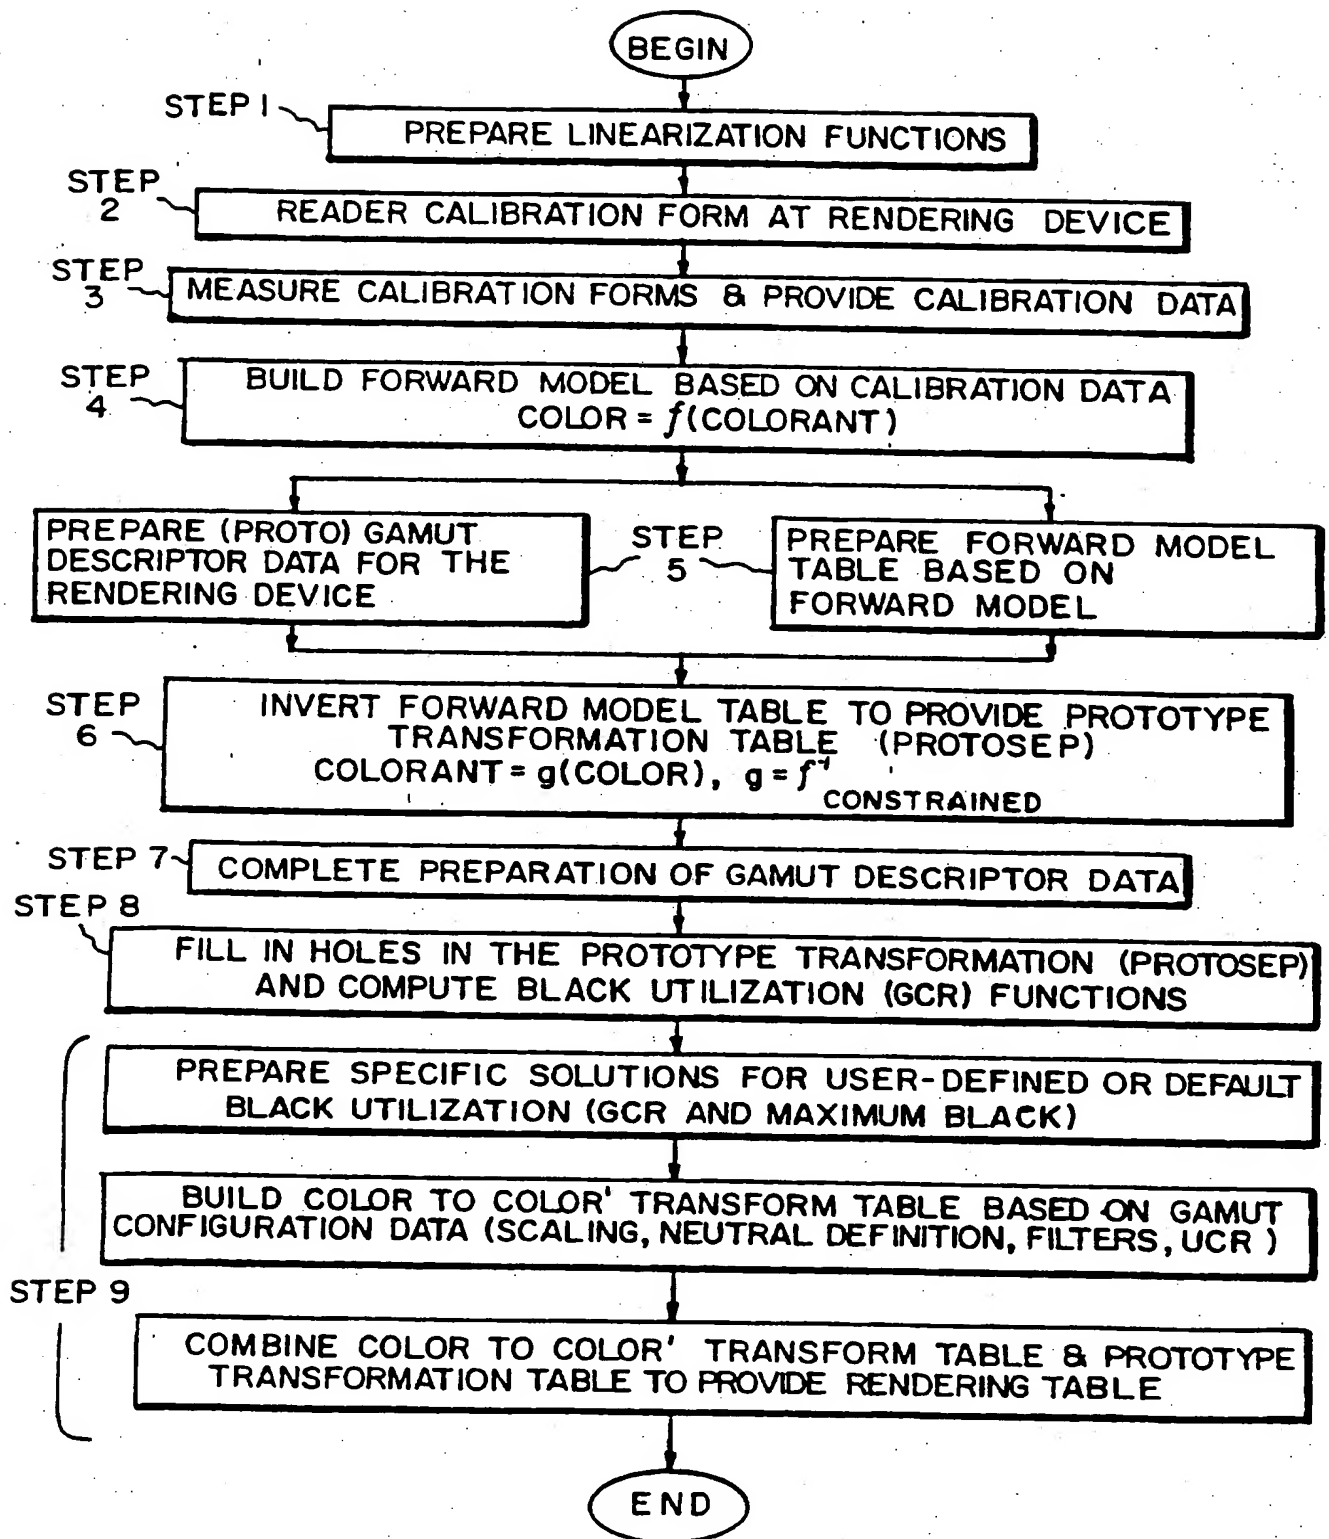 BEGIN
STEP 1
PREPARE LINEARIZATION FUNCTIONS
STEP
2
READER CALIBRATION FORM AT RENDERING DEVICE
STEP
3
MEASURE CALIBRATION FORMS & PROVIDE CALIBRATION DATA
STEP
4
BUILD FORWARD MODEL BASED ON CALIBRATION DATA
COLOR = f(COLORANT)
PREPARE (PROTO) GAMUT
DESCRIPTOR DATA FOR THE
RENDERING DEVICE
STEP
5
PREPARE FORWARD MODEL
TABLE BASED ON
FORWARD MODEL
STEP
6
INVERT FORWARD MODEL TABLE TO PROVIDE PROTOTYPE
TRANSFORMATION TABLE (PROTOSEP)
COLORANT = g(COLOR), g = f⁻¹
CONSTRAINED
STEP 7
COMPLETE PREPARATION OF GAMUT DESCRIPTOR DATA
STEP 8
FILL IN HOLES IN THE PROTOTYPE TRANSFORMATION (PROTOSEP)
AND COMPUTE BLACK UTILIZATION (GCR) FUNCTIONS
PREPARE SPECIFIC SOLUTIONS FOR USER-DEFINED OR DEFAULT
BLACK UTILIZATION (GCR AND MAXIMUM BLACK)
BUILD COLOR TO COLOR' TRANSFORM TABLE BASED ON GAMUT
CONFIGURATION DATA (SCALING, NEUTRAL DEFINITION, FILTERS, UCR )
STEP 9
COMBINE COLOR TO COLOR' TRANSFORM TABLE & PROTOTYPE
TRANSFORMATION TABLE TO PROVIDE RENDERING TABLE
END